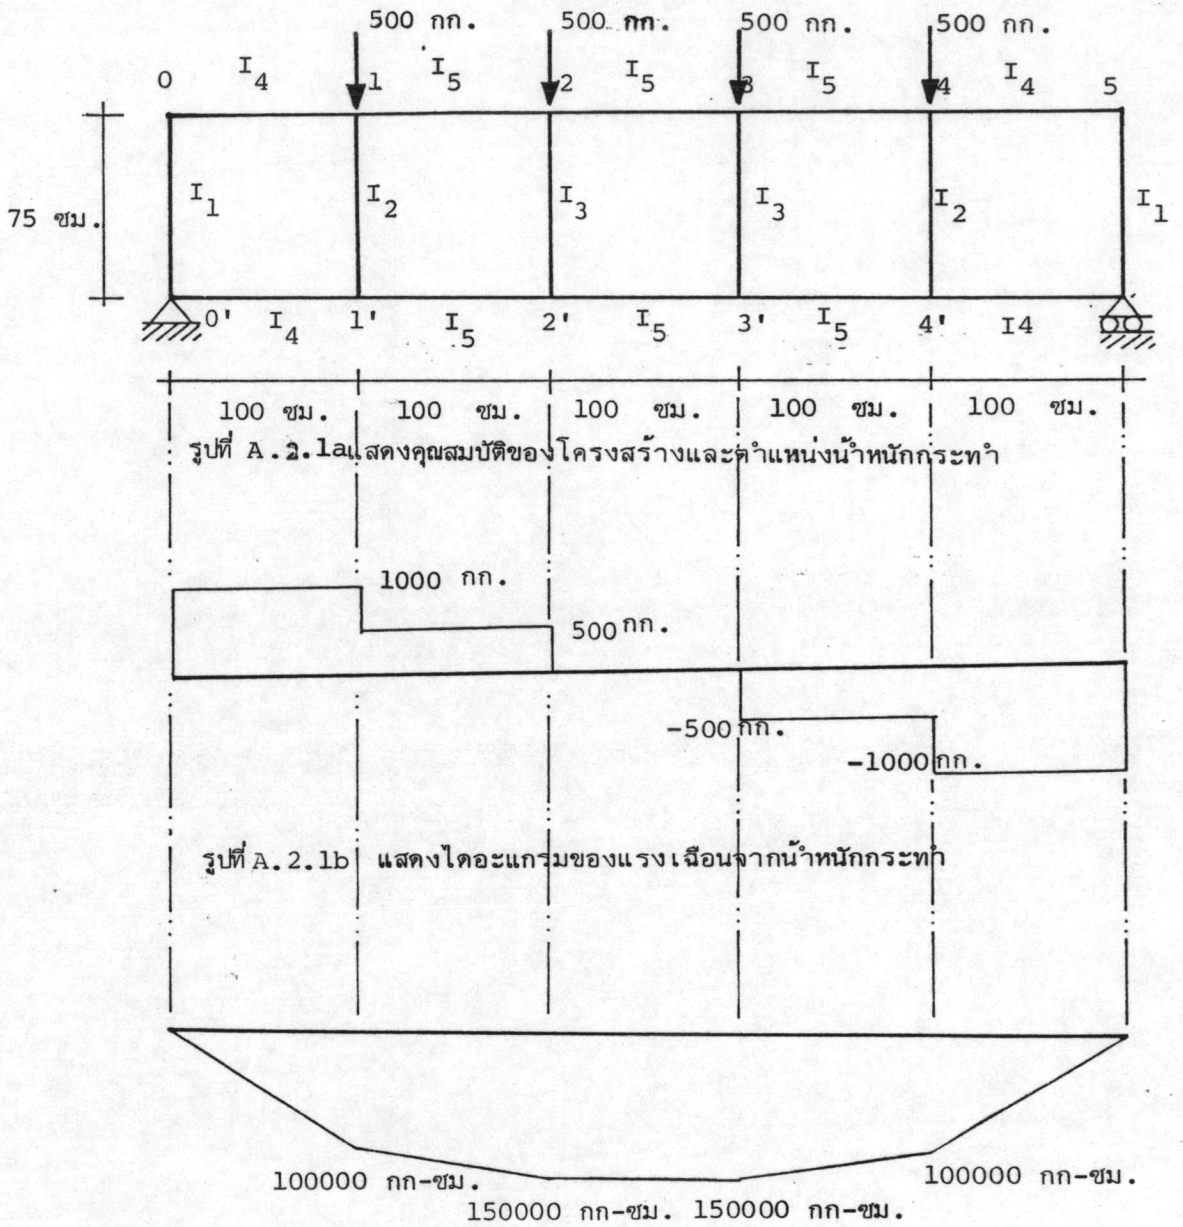 500 กก. 500 กก. 500 กก. 500 กก.
0 I4 1 I5 2 I5 3 I5 4 I4 5
I1 I2 I3 I3 I2 I1
75 ซม.
0' I4 1' I5 2' I5 3' I5 4' I4
100 ซม. 100 ซม. 100 ซม. 100 ซม. 100 ซม.
รูปที่ A.2.1aแสดงคุณสมบัติของโครงสร้างและตำแหน่งน้ำหนักกระทำ
1000 กก.
500 กก.
-500 กก.
-1000 กก.
รูปที่ A.2.1b แสดงไดอะแกรมของแรงเฉือนจากน้ำหนักกระทำ
100000 กก-ซม. 100000 กก-ซม.
150000 กก-ซม. 150000 กก-ซม.